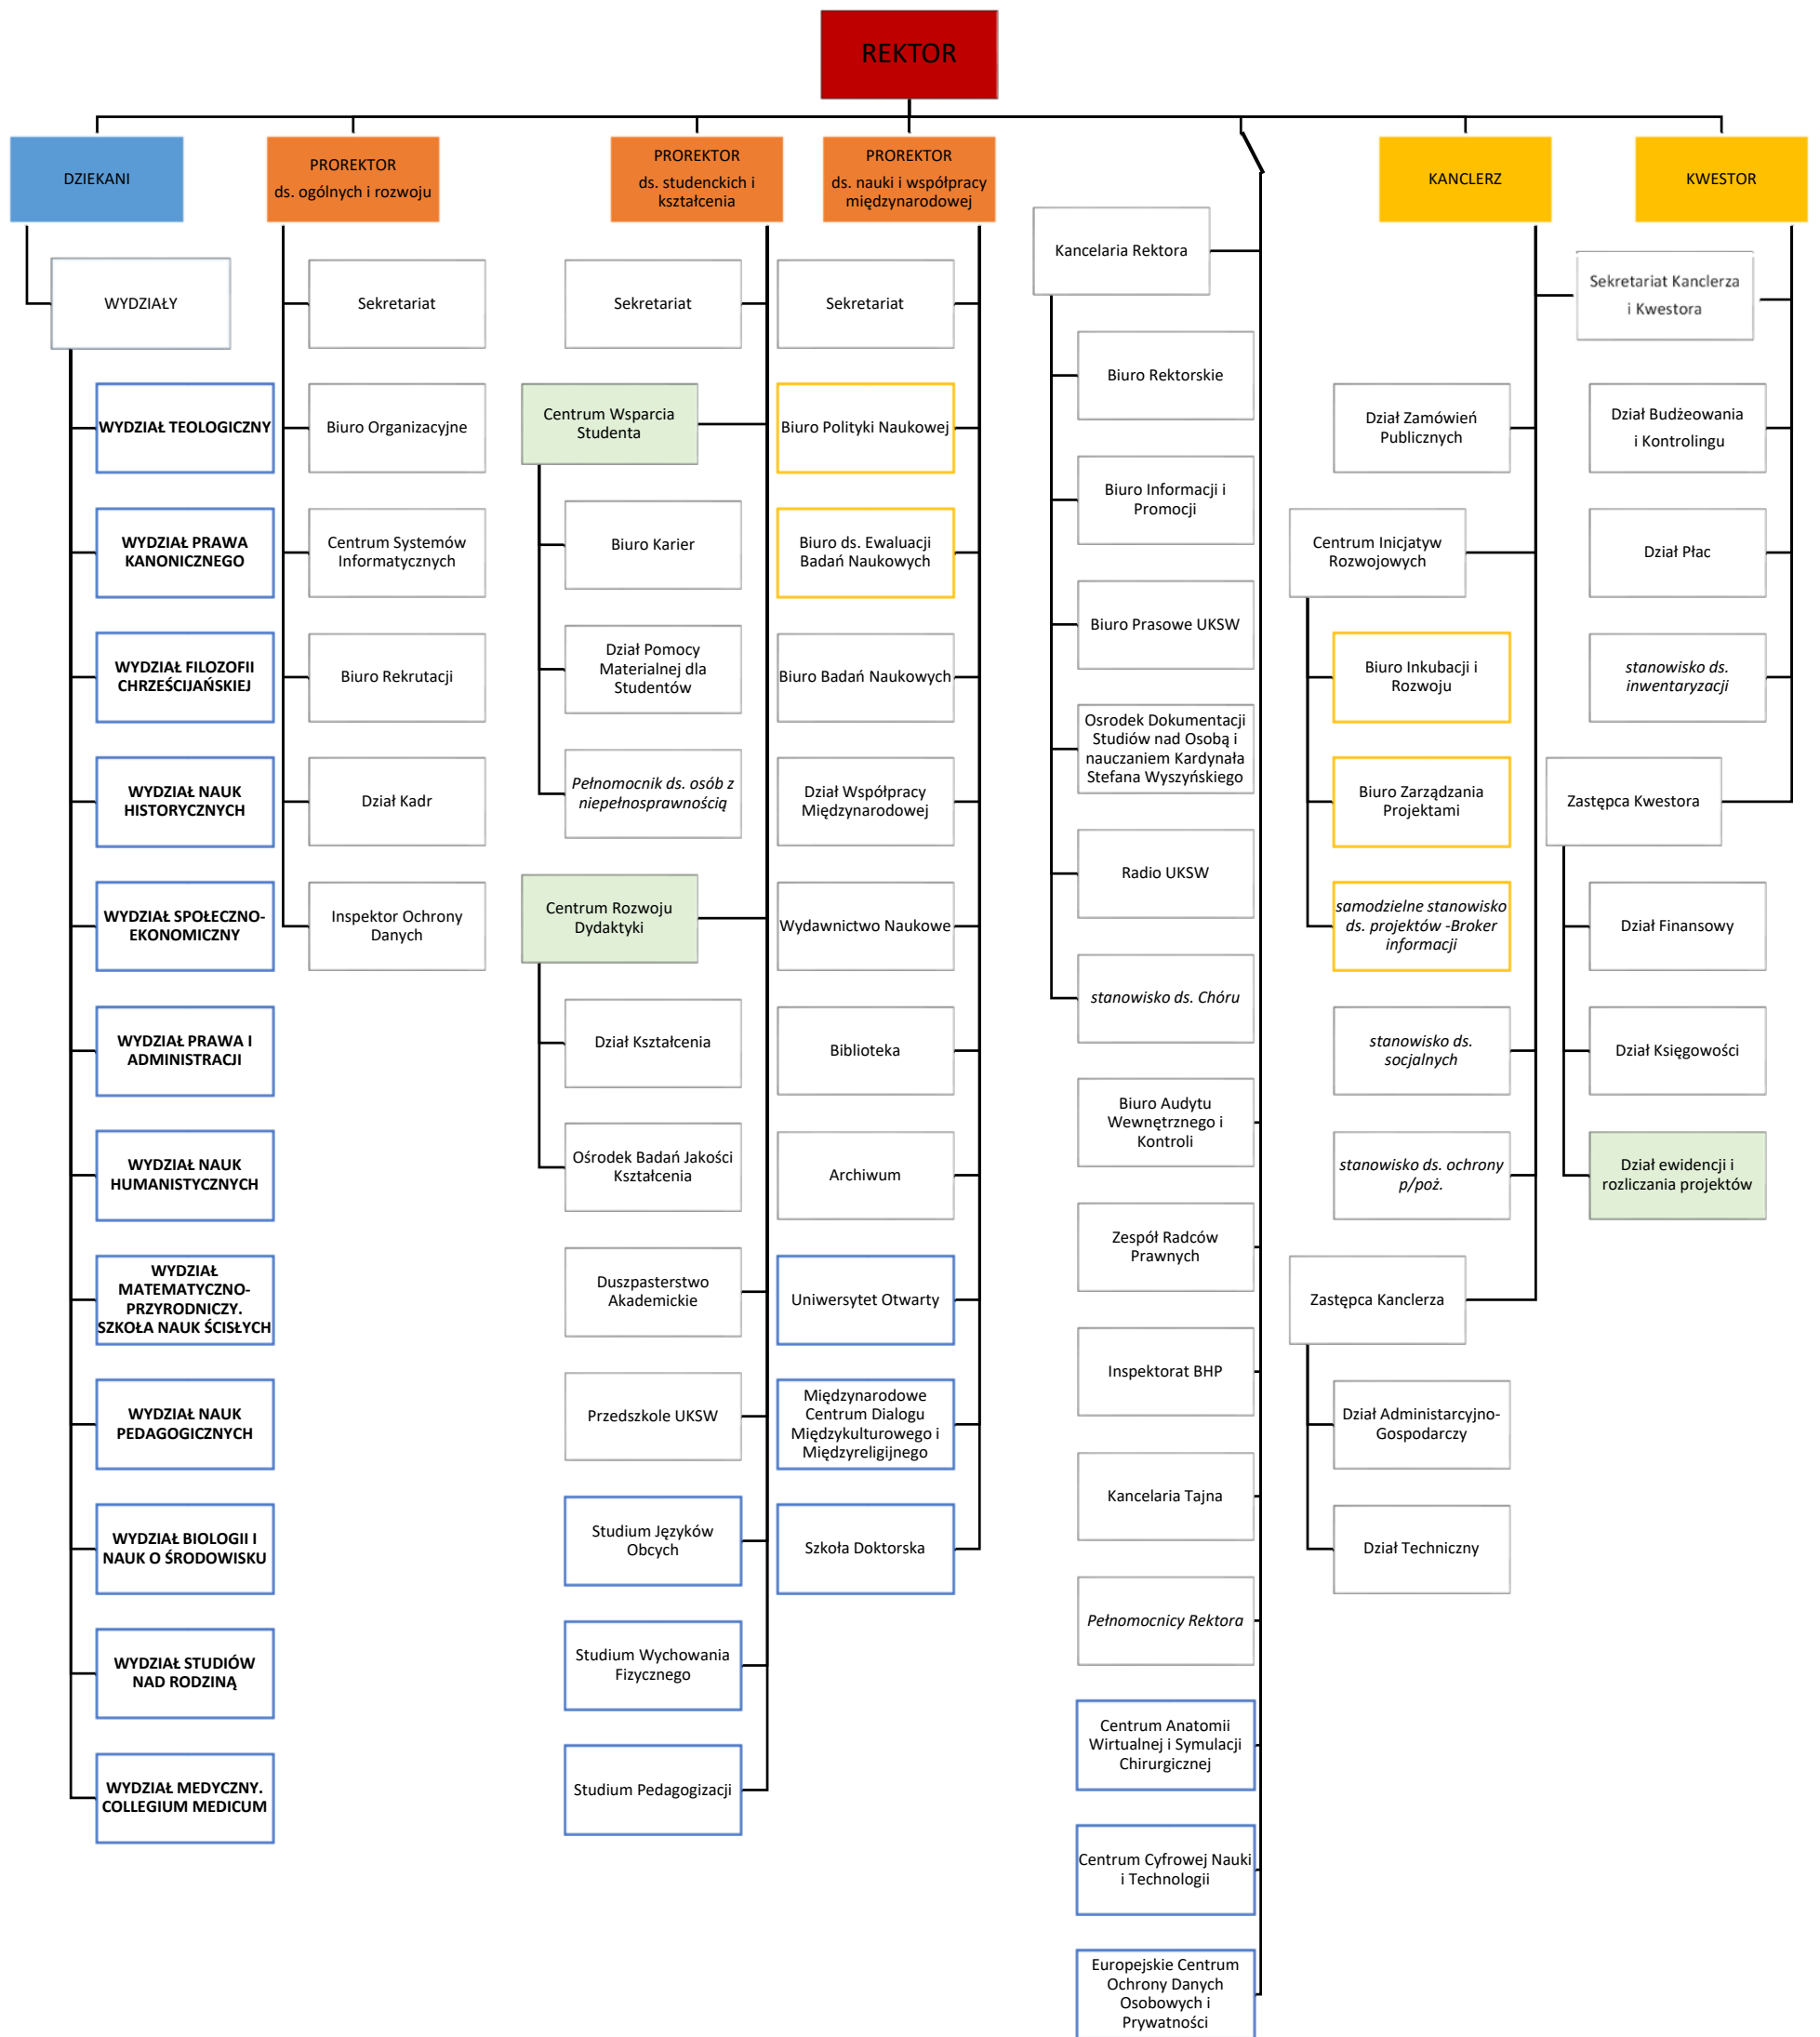 REKTOR
DZIEKANI
WYDZIAŁY
WYDZIAŁ TEOLOGICZNY
WYDZIAŁ PRAWA
KANONICZNEGO
WYDZIAŁ FILOZOFII
CHRZEŚCIJAŃSKIEJ
WYDZIAŁ NAUK
HISTORYCZNYCH
WYDZIAŁ SPOŁECZNO-
EKONOMICZNY
WYDZIAŁ PRAWA I
ADMINISTRACJI
WYDZIAŁ NAUK
HUMANISTYCZNYCH
WYDZIAŁ
MATEMATYCZNO-
PRZYRODNICZY.
SZKOŁA NAUK ŚCISŁYCH
WYDZIAŁ NAUK
PEDAGOGICZNYCH
WYDZIAŁ BIOLOGII I
NAUK O ŚRODOWISKU
WYDZIAŁ STUDIÓW
NAD RODZINĄ
WYDZIAŁ MEDYCZNY.
COLLEGIUM MEDICUM
PROREKTOR
ds. ogólnych i rozwoju
Sekretariat
Biuro Organizacyjne
Centrum Systemów
Informatycznych
Biuro Rekrutacji
Dział Kadr
Inspektor Ochrony
Danych
PROREKTOR
ds. studenckich i
kształcenia
Sekretariat
Centrum Wsparcia
Studenta
Biuro Karier
Dział Pomocy
Materialnej dla
Studentów
Pełnomocnik ds. osób z
niepełnosprawnością
Centrum Rozwoju
Dydaktyki
Dział Kształcenia
Ośrodek Badań Jakości
Kształcenia
Duszpasterstwo
Akademickie
Przedszkole UKSW
Studium Języków
Obcych
Studium Wychowania
Fizycznego
Studium Pedagogizacji
PROREKTOR
ds. nauki i współpracy
międzynarodowej
Sekretariat
Biuro Polityki Naukowej
Biuro ds. Ewaluacji
Badań Naukowych
Biuro Badań Naukowych
Dział Współpracy
Międzynarodowej
Wydawnictwo Naukowe
Biblioteka
Archiwum
Uniwersytet Otwarty
Międzynarodowe
Centrum Dialogu
Międzykulturowego i
Międzyreligijnego
Szkoła Doktorska
Kancelaria Rektora
Biuro Rektorskie
Biuro Informacji i
Promocji
Biuro Prasowe UKSW
Osrodek Dokumentacji
Studiów nad Osobą i
nauczaniem Kardynała
Stefana Wyszyńskiego
Radio UKSW
stanowisko ds. Chóru
Biuro Audytu
Wewnętrznego i
Kontroli
Zespół Radców
Prawnych
Inspektorat BHP
Kancelaria Tajna
Pełnomocnicy Rektora
Centrum Anatomii
Wirtualnej i Symulacji
Chirurgicznej
Centrum Cyfrowej Nauki
i Technologii
Europejskie Centrum
Ochrony Danych
Osobowych i
Prywatności
KANCLERZ
Sekretariat Kanclerza
i Kwestora
Dział Zamówień
Publicznych
Centrum Inicjatyw
Rozwojowych
Biuro Inkubacji i
Rozwoju
Biuro Zarządzania
Projektami
samodzielne stanowisko
ds. projektów -Broker
informacji
stanowisko ds.
socjalnych
stanowisko ds. ochrony
p/poż.
Zastępca Kanclerza
Dział Administarcyjno-
Gospodarczy
Dział Techniczny
KWESTOR
Dział Budżeowania
i Kontrolingu
Dział Płac
stanowisko ds.
inwentaryzacji
Zastępca Kwestora
Dział Finansowy
Dział Księgowości
Dział ewidencji i
rozliczania projektów